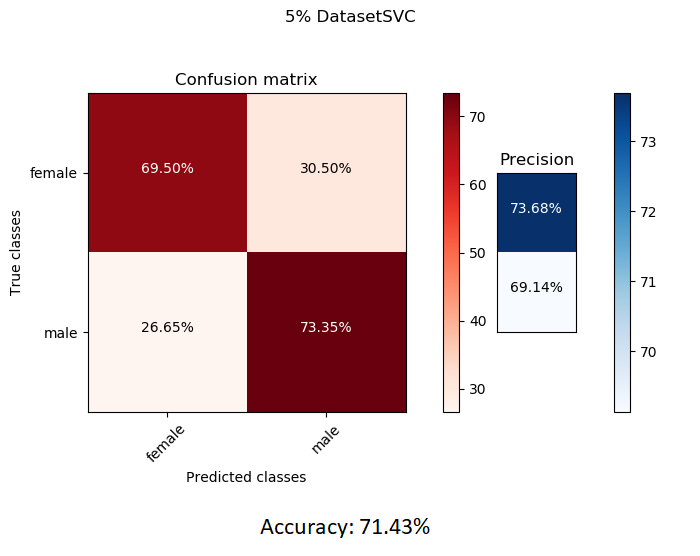 5% DatasetSVC
Confusion matrix
True classes
female
male
69.50%
30.50%
26.65%
73.35%
female
male
Predicted classes
70
60
50
40
30
Precision
73.68%
69.14%
73
72
71
70
Accuracy: 71.43%